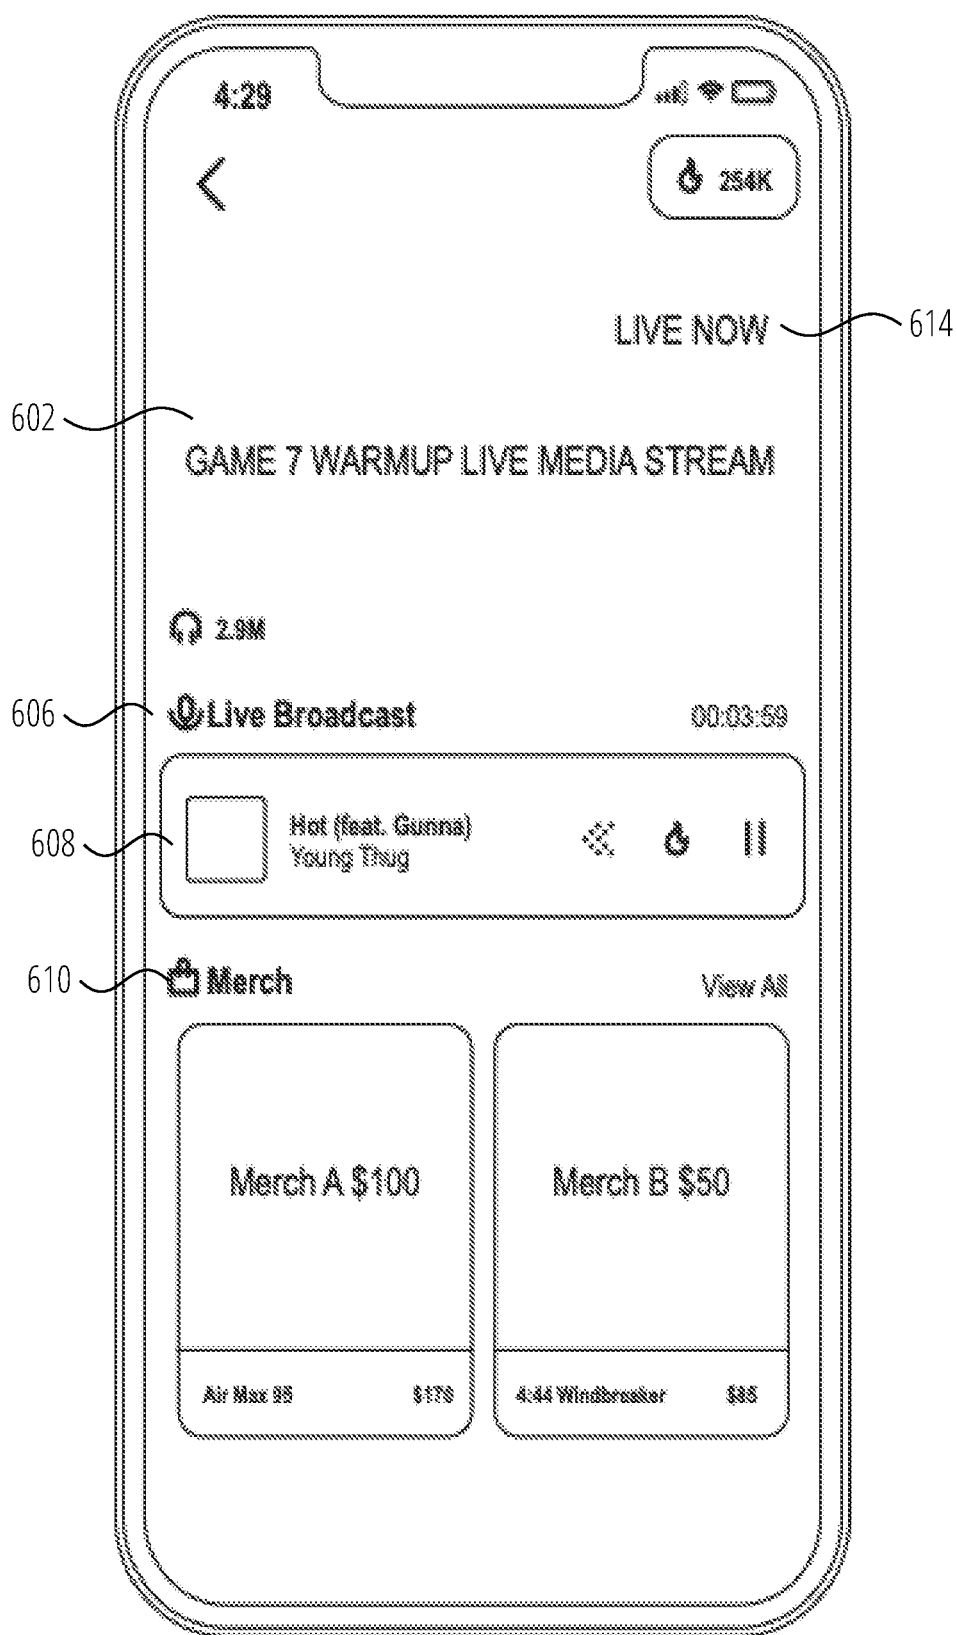 4:29
254K
LIVE NOW
614
602
GAME 7 WARMUP LIVE MEDIA STREAM
2.9M
606
Live Broadcast
00:03:59
608
Hot (feat. Gunna)
Young Thug
610
Merch
View All
Merch A $100
Merch B $50
Air Max 95
$170
4:44 Windbreaker
$85